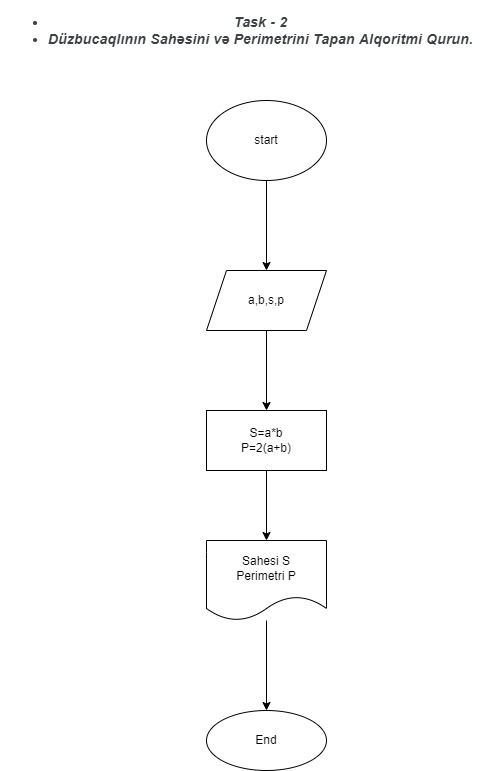 Task - 2
Düzbucaqlının Sahəsini və Perimetrini Tapan Alqoritmi Qurun.
start
a,b,s,p
S=a*b
P=2(a+b)
Sahesi S
Perimetri P
End